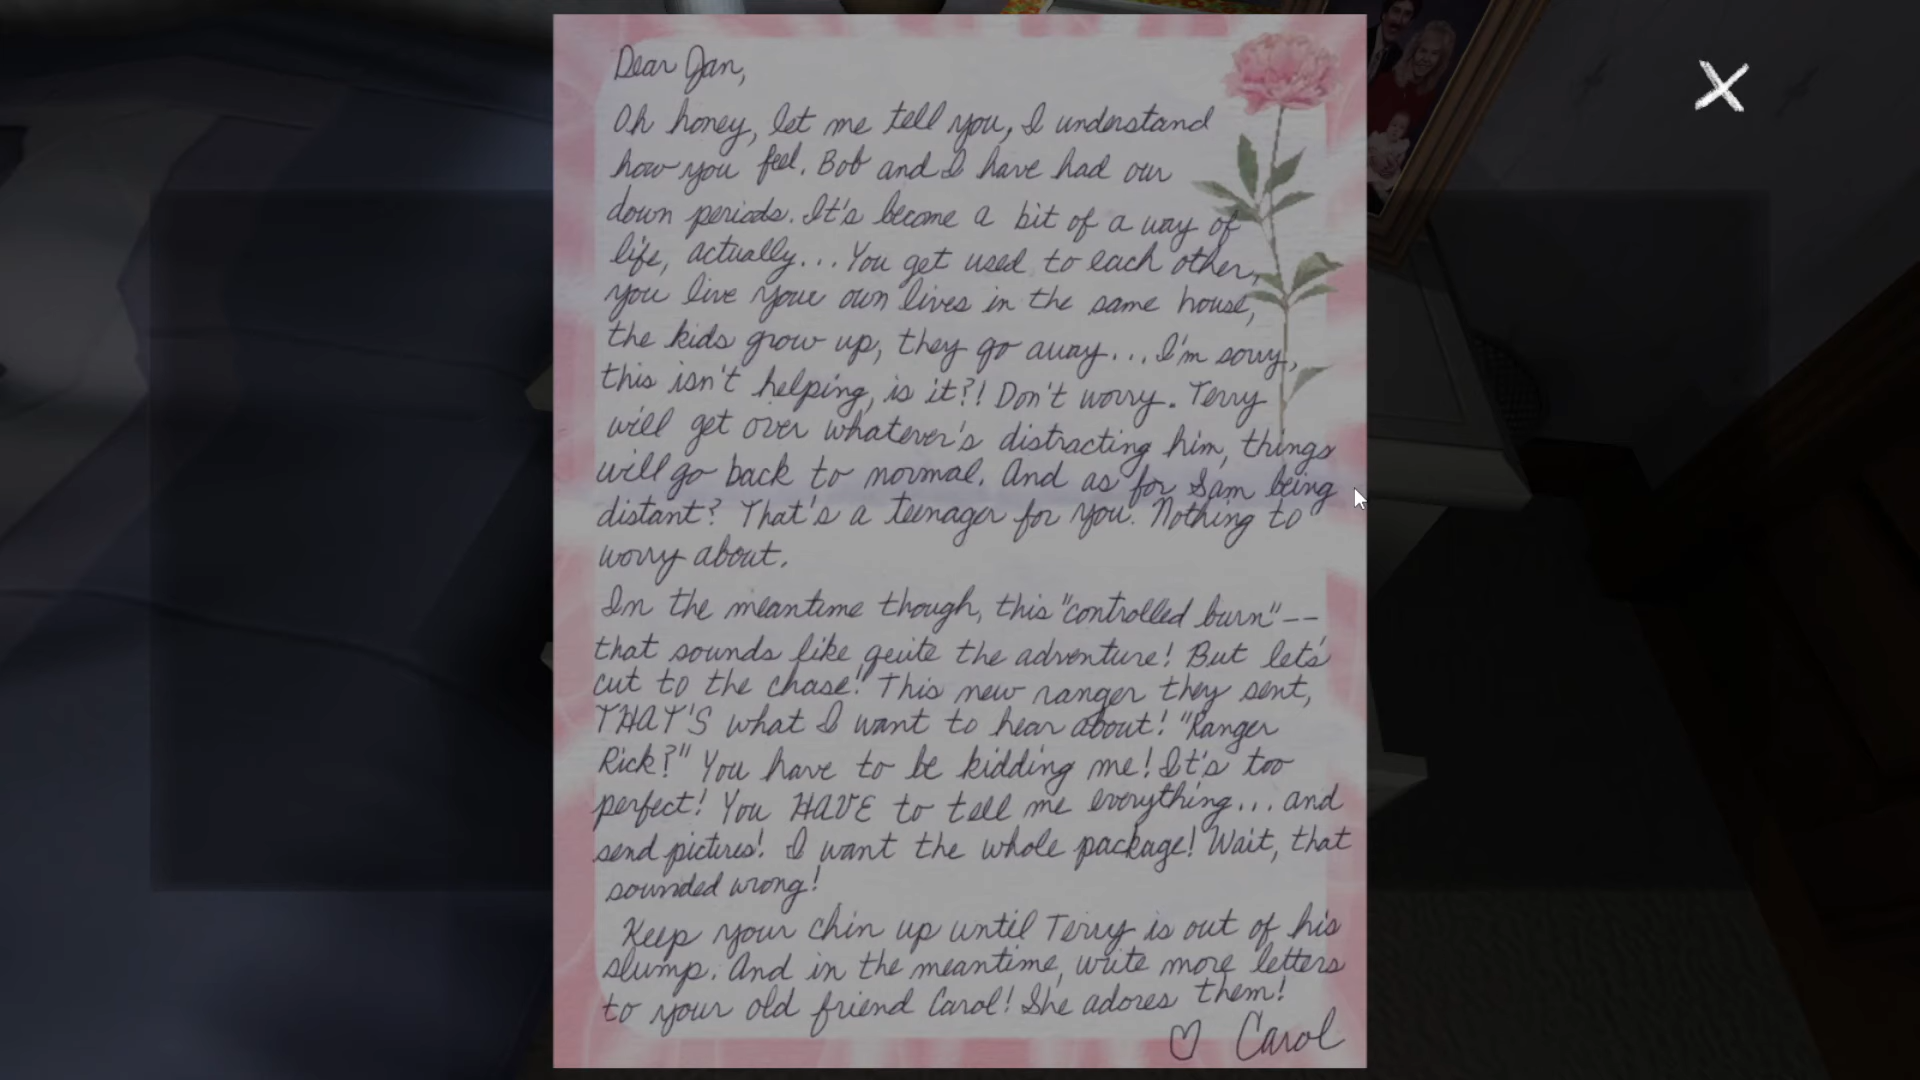 Dear Jan,
Oh honey, let me tell you, I understand
how you feel. Bob and I have had our
down periods. It's become a bit of a way of
life, actually... You get used to each other,
you live your own lives in the same house,
the kids grow up, they go away... I'm sorry,
this isn't helping, is it?! Don't worry. Terry
will get over whatever's distracting him, things
will go back to normal. And as for Sam being
distant? That's a teenager for you. Nothing to
worry about.
In the meantime though, this "controlled burn"--
that sounds like quite the adventure! But let's
cut to the chase! This new ranger they sent,
THAT'S what I want to hear about! "Ranger
Rick?" You have to be kidding me! It's too
perfect! You HAVE to tell me everything... and
send pictures! I want the whole package! Wait, that
sounded wrong!
Keep your chin up until Terry is out of his
slump. And in the meantime, write more letters
to your old friend Carol! She adores them!
♡ Carol